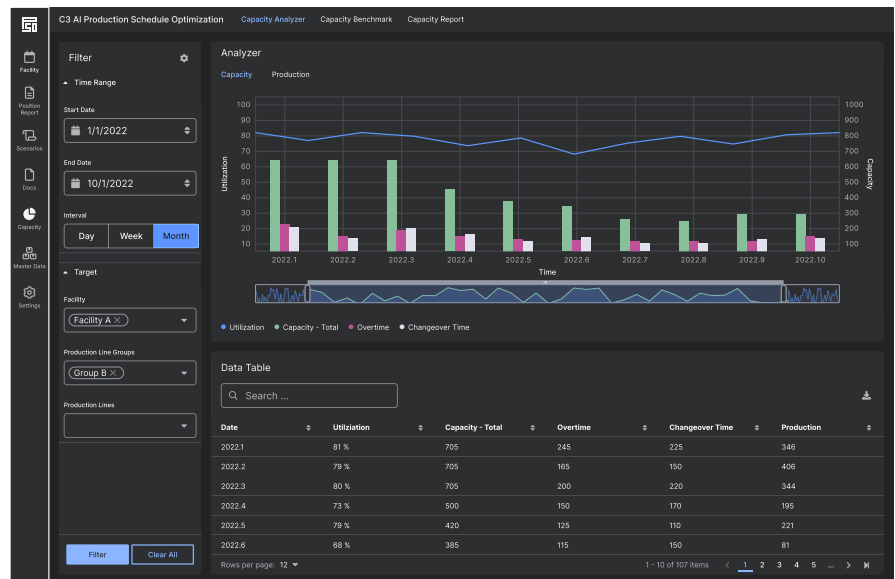 C3 AI Production Schedule Optimization Capacity Analyzer Capacity Benchmark Capacity Report
Facility
Position Report
Scenarios
Docs
Capacity
Master Data
Settings
Filter
Time Range
Start Date
1/1/2022
End Date
10/1/2022
Interval
Day Week Month
Target
Facility
Facility A
Production Line Groups
Group B
Production Lines
Filter Clear All
Analyzer
Capacity Production
Utilization
100
90
80
70
60
50
40
30
20
10
1000
900
800
700
600
500
400
300
200
100
Capacity
2022.1 2022.2 2022.3 2022.4 2022.5 2022.6 2022.7 2022.8 2022.9 2022.10
Time
Utilization Capacity - Total Overtime Changeover Time
Data Table
Search ...
Date Utilziation Capacity - Total Overtime Changeover Time Production
2022.1 81 % 705 245 225 346
2022.2 79 % 705 165 150 406
2022.3 80 % 705 200 220 344
2022.4 73 % 500 150 170 195
2022.5 79 % 420 125 110 221
2022.6 68 % 385 115 150 81
Rows per page: 12 1 - 10 of 107 items 1 2 3 4 5 ...